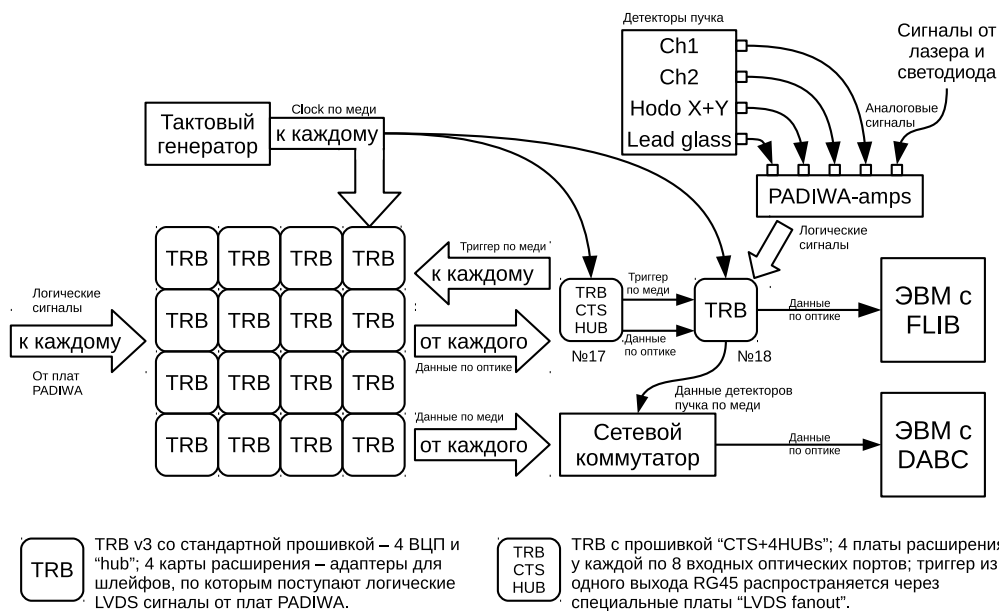 Детекторы пучка
Ch1
Ch2
Hodo X+Y
Lead glass
Сигналы от
лазера и
светодиода
Аналоговые
сигналы
PADIWA-amps
Логические
сигналы
Тактовый
генератор
Clock по меди
к каждому
TRB TRB TRB TRB
TRB TRB TRB TRB
TRB TRB TRB TRB
TRB TRB TRB TRB
Логические
сигналы
к каждому
От плат
PADIWA
Триггер по меди
к каждому
от каждого
Данные по оптике
Данные по меди
от каждого
TRB
CTS
HUB
№17
Триггер
по меди
Данные
по оптике
TRB
№18
Данные
по оптике
ЭВМ с
FLIB
Данные детекторов
пучка по меди
Сетевой
коммутатор
Данные
по оптике
ЭВМ с
DABC
TRB
TRB v3 со стандартной прошивкой – 4 ВЦП и
“hub”; 4 карты расширения – адаптеры для
шлейфов, по которым поступают логические
LVDS сигналы от плат PADIWA.
TRB
CTS
HUB
TRB с прошивкой “CTS+4HUBs”; 4 платы расширения
у каждой по 8 входных оптических портов; триггер из
одного выхода RG45 распространяется через
специальные платы “LVDS fanout”.